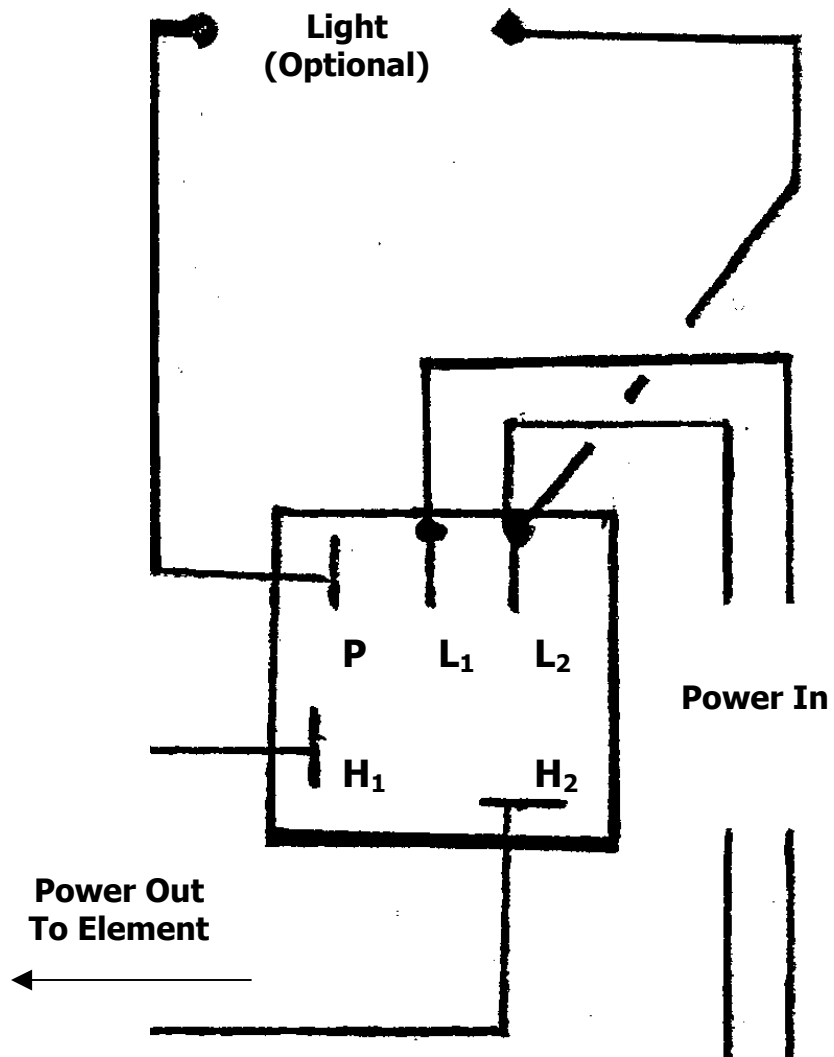 Light
(Optional)
P L₁ L₂
Power In
H₁ H₂
Power Out
To Element